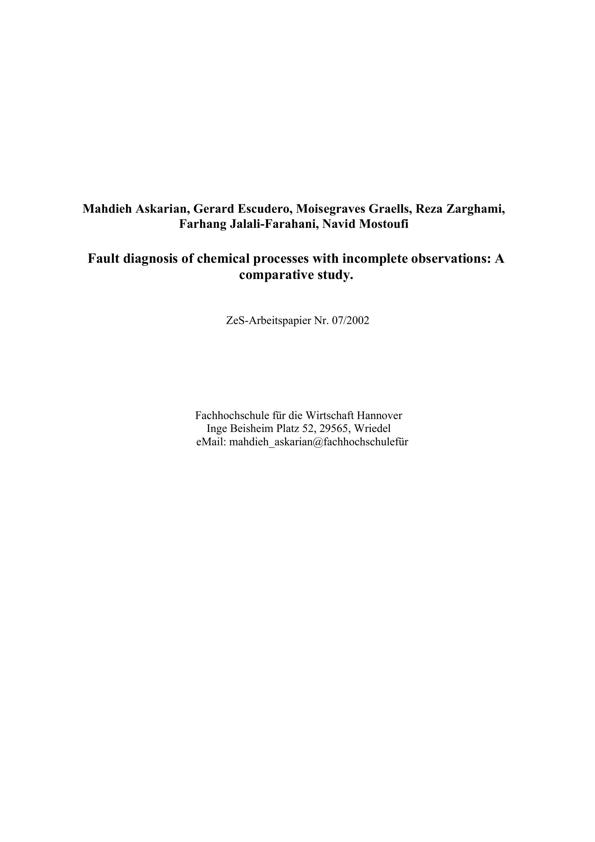 Mahdieh Askarian, Gerard Escudero, Moisegraves Graells, Reza Zarghami,
Farhang Jalali-Farahani, Navid Mostoufi
Fault diagnosis of chemical processes with incomplete observations: A
comparative study.
ZeS-Arbeitspapier Nr. 07/2002
Fachhochschule für die Wirtschaft Hannover
Inge Beisheim Platz 52, 29565, Wriedel
eMail: mahdieh_askarian@fachhochschulefür